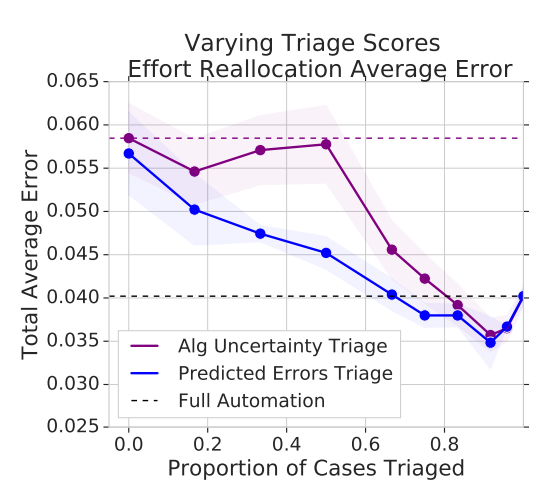 Varying Triage Scores
Effort Reallocation Average Error
0.065
0.060
0.055
0.050
0.045
0.040
0.035
0.030
0.025
Total Average Error
Alg Uncertainty Triage
Predicted Errors Triage
Full Automation
0.0 0.2 0.4 0.6 0.8
Proportion of Cases Triaged